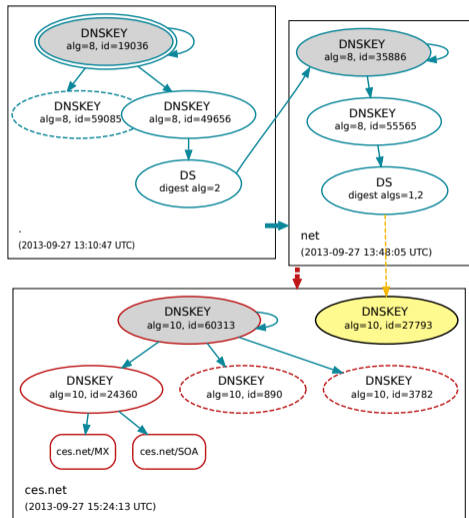 DNSKEY
alg=8, id=19036
DNSKEY
alg=8, id=59085
DNSKEY
alg=8, id=49656
DS
digest alg=2
.
(2013-09-27 13:10:47 UTC)
DNSKEY
alg=8, id=35886
DNSKEY
alg=8, id=55565
DS
digest algs=1,2
net
(2013-09-27 13:48:05 UTC)
DNSKEY
alg=10, id=60313
DNSKEY
alg=10, id=27793
DNSKEY
alg=10, id=24360
DNSKEY
alg=10, id=890
DNSKEY
alg=10, id=3782
ces.net/MX
ces.net/SOA
ces.net
(2013-09-27 15:24:13 UTC)